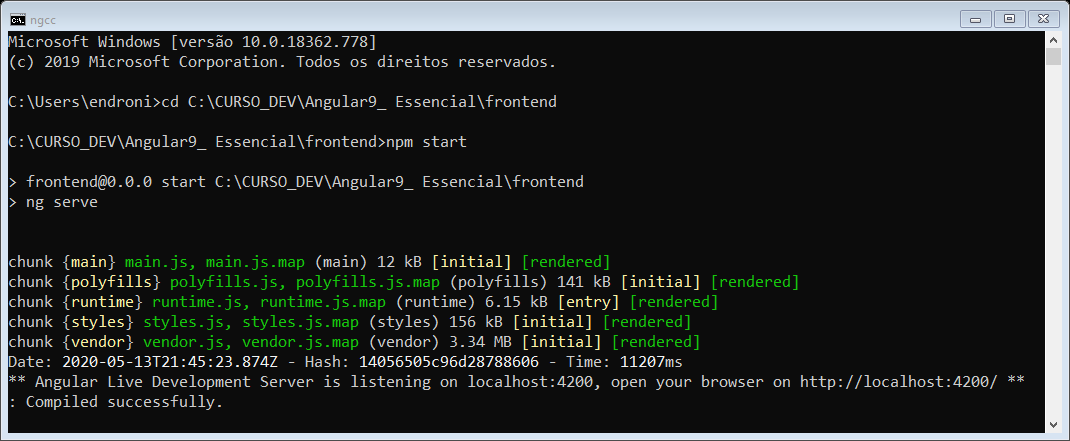 ngcc
Microsoft Windows [versão 10.0.18362.778]
(c) 2019 Microsoft Corporation. Todos os direitos reservados.
C:\Users\endroni>cd C:\CURSO_DEV\Angular9_ Essencial\frontend
C:\CURSO_DEV\Angular9_ Essencial\frontend>npm start
> frontend@0.0.0 start C:\CURSO_DEV\Angular9_ Essencial\frontend
> ng serve
chunk {main} main.js, main.js.map (main) 12 kB [initial] [rendered]
chunk {polyfills} polyfills.js, polyfills.js.map (polyfills) 141 kB [initial] [rendered]
chunk {runtime} runtime.js, runtime.js.map (runtime) 6.15 kB [entry] [rendered]
chunk {styles} styles.js, styles.js.map (styles) 156 kB [initial] [rendered]
chunk {vendor} vendor.js, vendor.js.map (vendor) 3.34 MB [initial] [rendered]
Date: 2020-05-13T21:45:23.874Z - Hash: 14056505c96d28788606 - Time: 11207ms
** Angular Live Development Server is listening on localhost:4200, open your browser on http://localhost:4200/ **
: Compiled successfully.